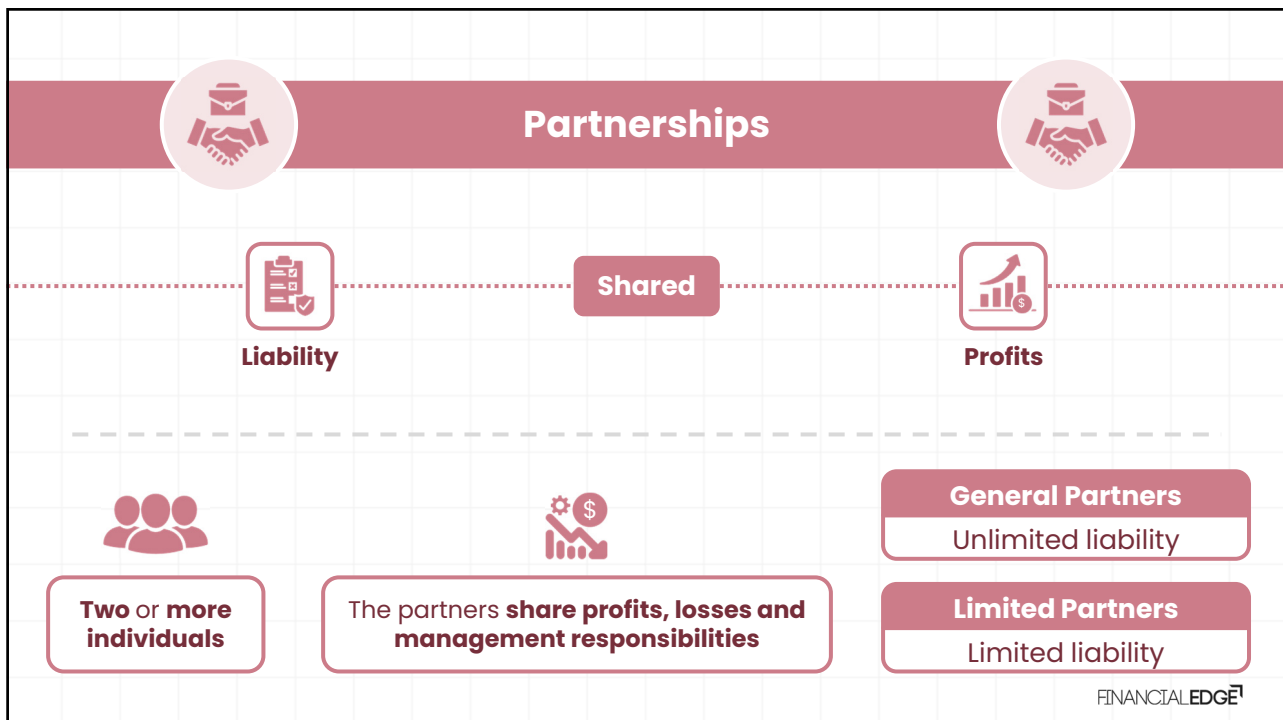 Partnerships
Shared
Liability
Profits
Two or more
individuals
The partners share profits, losses and
management responsibilities
General Partners
Unlimited liability
Limited Partners
Limited liability
$
$
FINANCIALEDGE